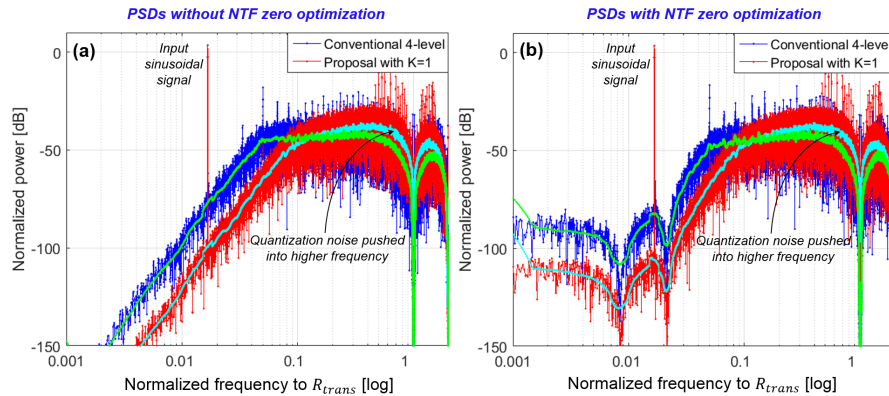 PSDs without NTF zero optimization
(a)
Input
sinusoidal
signal
Conventional 4-level
Proposal with K=1
Quantization noise pushed
into higher frequency
Normalized power [dB]
0
-50
-100
-150
0.001
0.01
0.1
1
Normalized frequency to R_trans [log]
PSDs with NTF zero optimization
(b)
Input
sinusoidal
signal
Conventional 4-level
Proposal with K=1
Quantization noise pushed
into higher frequency
Normalized power [dB]
0
-50
-100
-150
0.001
0.01
0.1
1
Normalized frequency to R_trans [log]